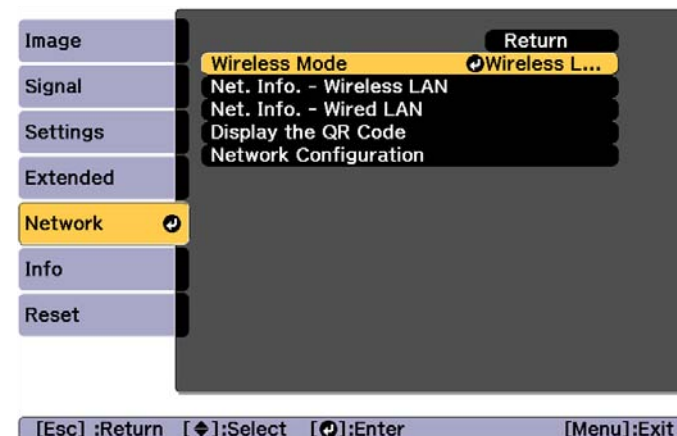 Image
Signal
Settings
Extended
Network
Info
Reset
Return
Wireless Mode Wireless L...
Net. Info. - Wireless LAN
Net. Info. - Wired LAN
Display the QR Code
Network Configuration
[Esc] :Return [◆]:Select [↵]:Enter [Menu]:Exit